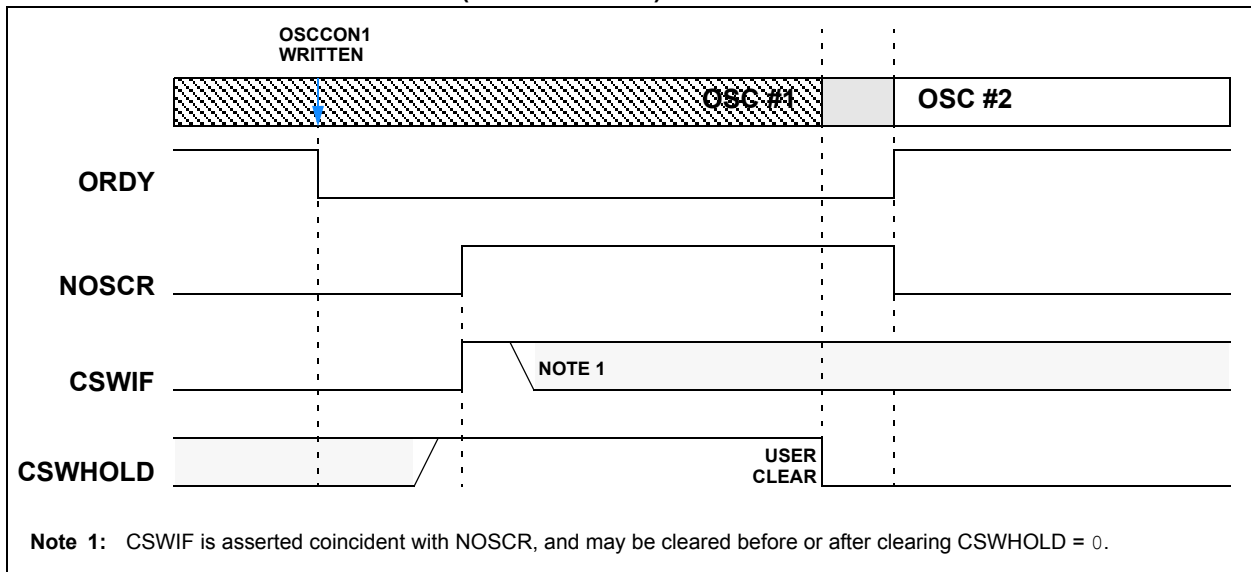 OSCCON1
WRITTEN
OSC #1
OSC #2
ORDY
NOSCR
CSWIF
NOTE 1
CSWHOLD
USER
CLEAR
Note 1: CSWIF is asserted coincident with NOSCR, and may be cleared before or after clearing CSWHOLD = 0.